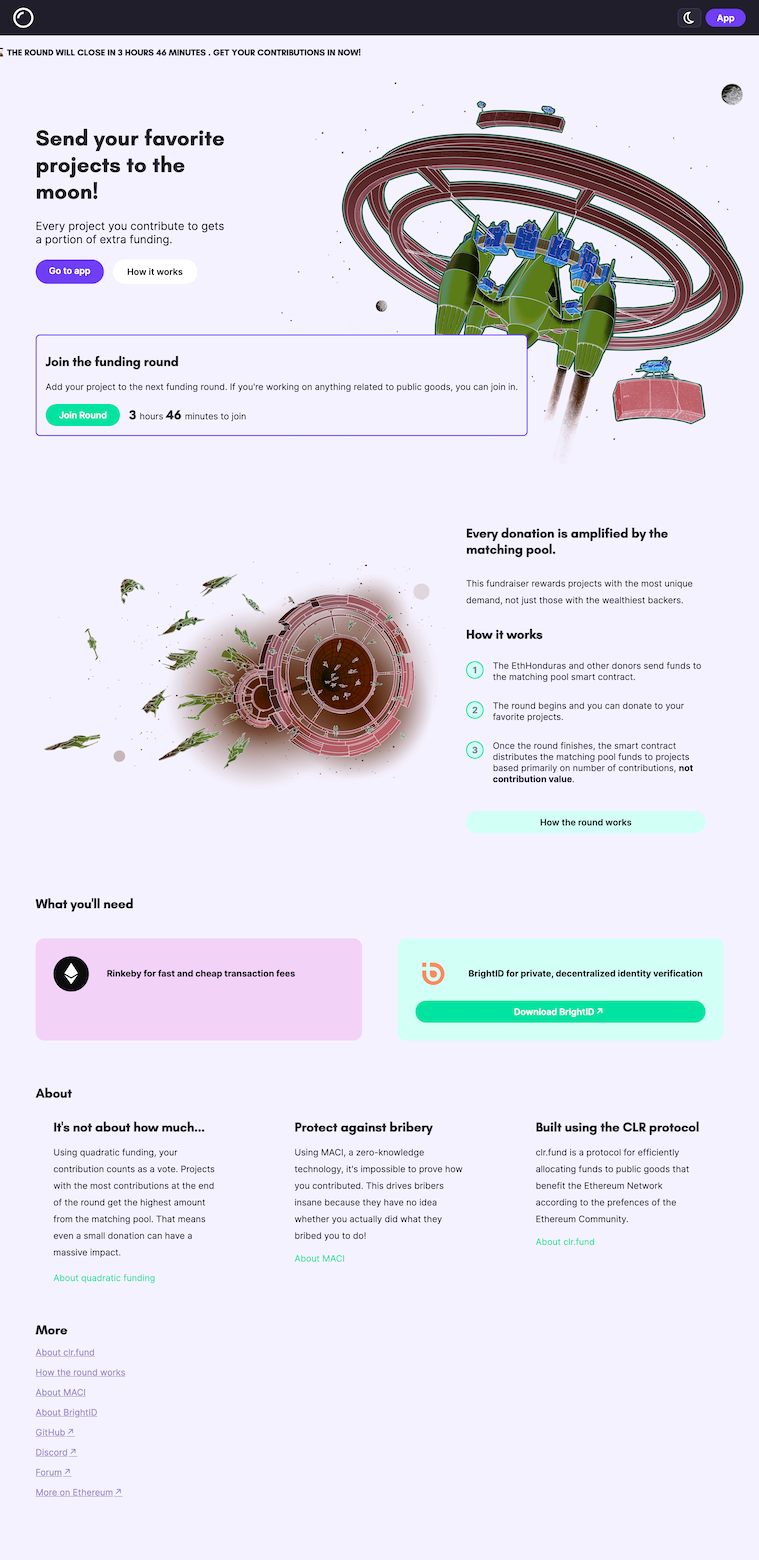 App
THE ROUND WILL CLOSE IN 3 HOURS 46 MINUTES . GET YOUR CONTRIBUTIONS IN NOW!
Send your favorite
projects to the
moon!
Every project you contribute to gets
a portion of extra funding.
Go to app
How it works
Join the funding round
Add your project to the next funding round. If you're working on anything related to public goods, you can join in.
Join Round
3 hours 46 minutes to join
Every donation is amplified by the
matching pool.
This fundraiser rewards projects with the most unique
demand, not just those with the wealthiest backers.
How it works
1 The EthHonduras and other donors send funds to
the matching pool smart contract.
2 The round begins and you can donate to your
favorite projects.
3 Once the round finishes, the smart contract
distributes the matching pool funds to projects
based primarily on number of contributions, not
contribution value.
How the round works
What you'll need
Rinkeby for fast and cheap transaction fees
BrightID for private, decentralized identity verification
Download BrightID ↗
About
It's not about how much...
Using quadratic funding, your
contribution counts as a vote. Projects
with the most contributions at the end
of the round get the highest amount
from the matching pool. That means
even a small donation can have a
massive impact.
About quadratic funding
Protect against bribery
Using MACI, a zero-knowledge
technology, it's impossible to prove how
you contributed. This drives bribers
insane because they have no idea
whether you actually did what they
bribed you to do!
About MACI
Built using the CLR protocol
clr.fund is a protocol for efficiently
allocating funds to public goods that
benefit the Ethereum Network
according to the prefences of the
Ethereum Community.
About clr.fund
More
About clr.fund
How the round works
About MACI
About BrightID
GitHub ↗
Discord ↗
Forum ↗
More on Ethereum ↗